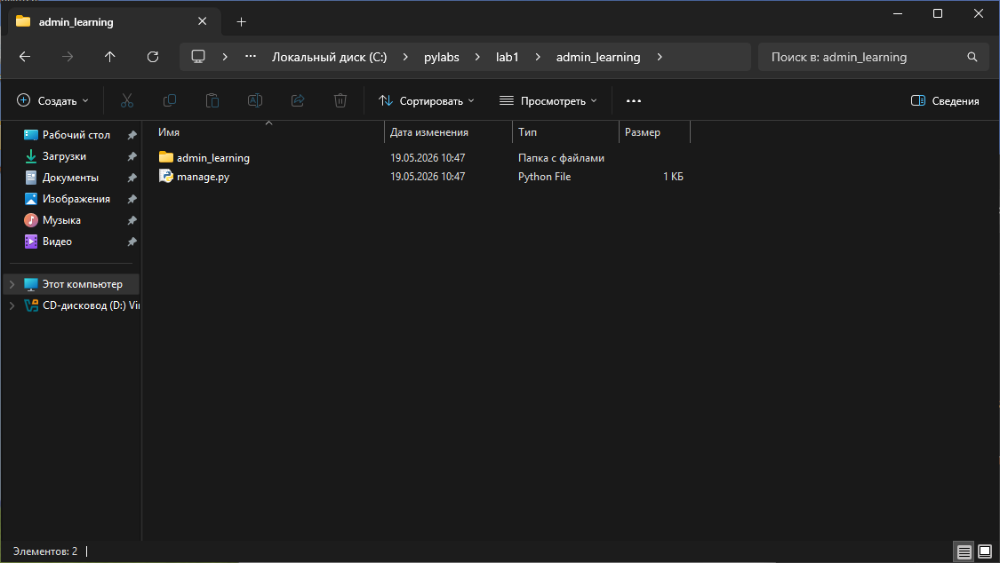 admin_learning
Локальный диск (C:) pylabs lab1 admin_learning
Поиск в: admin_learning
Создать Сортировать Просмотреть Сведения
Имя Дата изменения Тип Размер
admin_learning 19.05.2026 10:47 Папка с файлами
manage.py 19.05.2026 10:47 Python File 1 КБ
Рабочий стол
Загрузки
Документы
Изображения
Музыка
Видео
Этот компьютер
CD-дисковод (D:) Vir
Элементов: 2